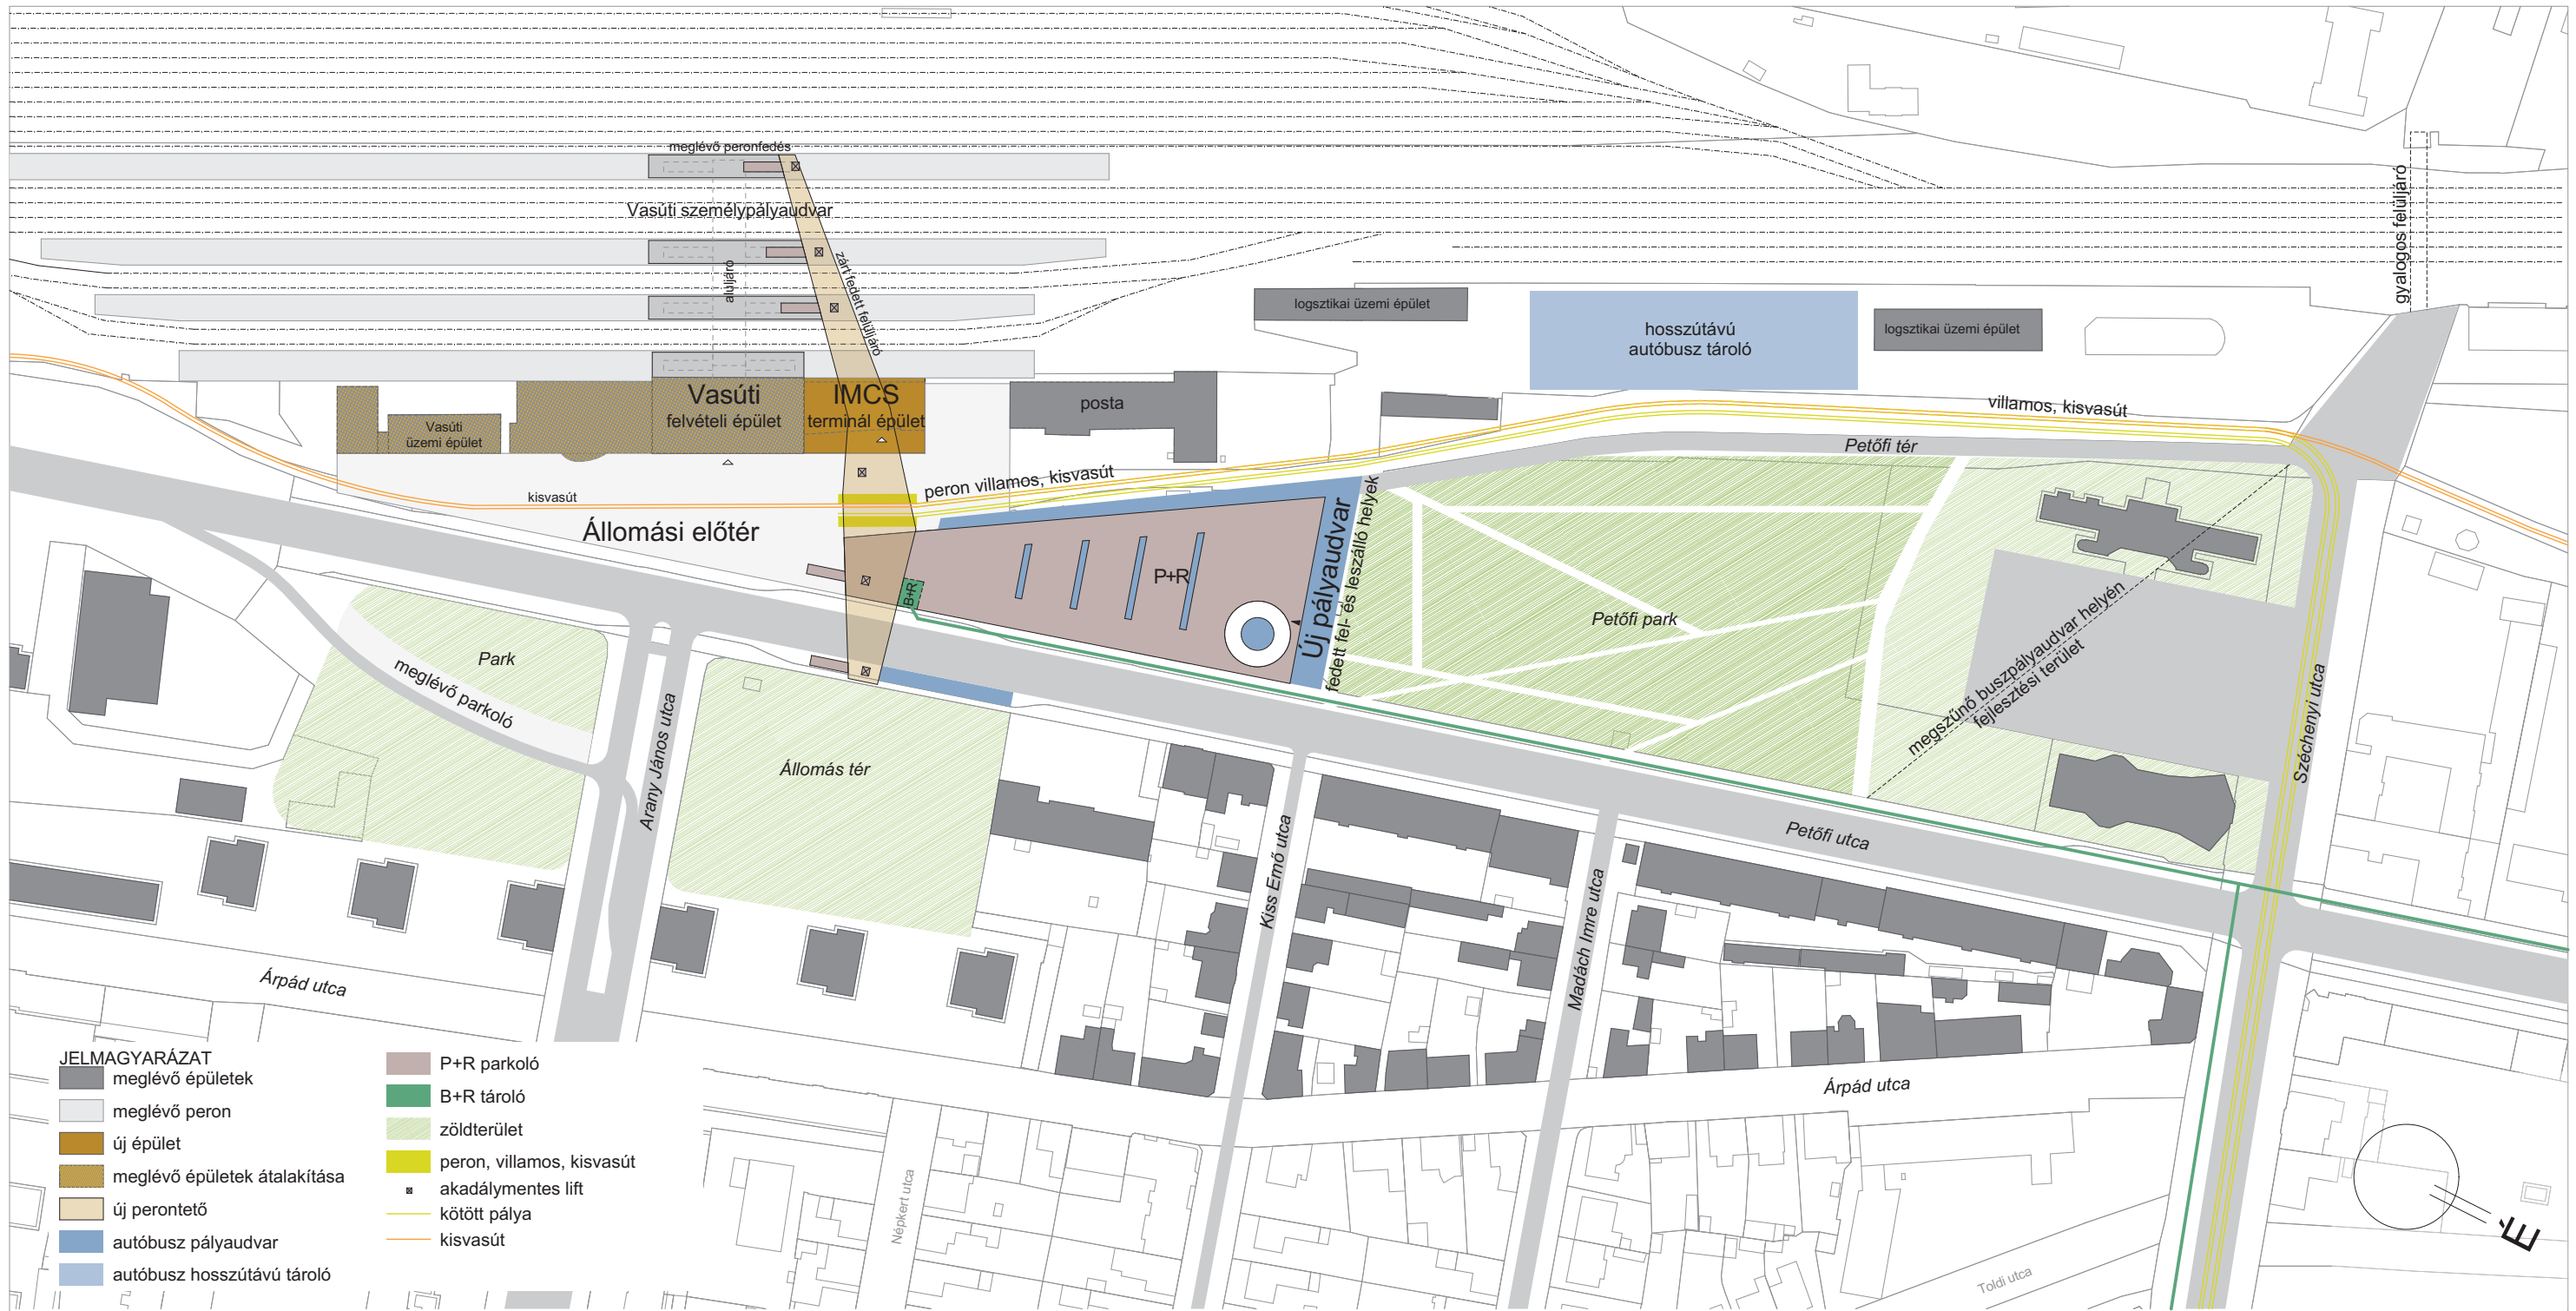 meglévő peronfedés
Vasúti személypályaudvar
gyalogos felüljáró
aluljáró
zárt fedett felüljáró
logsztikai üzemi épület
hosszútávú
autóbusz tároló
logsztikai üzemi épület
Vasúti
felvételi épület
IMCS
terminál épület
posta
Vasúti
üzemi épület
villamos, kisvasút
Petőfi tér
peron villamos, kisvasút
kisvasút
Állomási előtér
Új pályaudvar
fedett fel- és leszálló helyek
P+R
B+R
Petőfi park
megszűnő buszpályaudvar helyén
fejlesztési terület
Park
meglévő parkoló
Arany János utca
Állomás tér
Széchenyi utca
Petőfi utca
Kiss Ernő utca
Madách Imre utca
Árpád utca
Árpád utca
Népkert utca
Toldi utca
É
JELMAGYARÁZAT
meglévő épületek
meglévő peron
új épület
meglévő épületek átalakítása
új perontető
autóbusz pályaudvar
autóbusz hosszútávú tároló
P+R parkoló
B+R tároló
zöldterület
peron, villamos, kisvasút
akadálymentes lift
kötött pálya
kisvasút